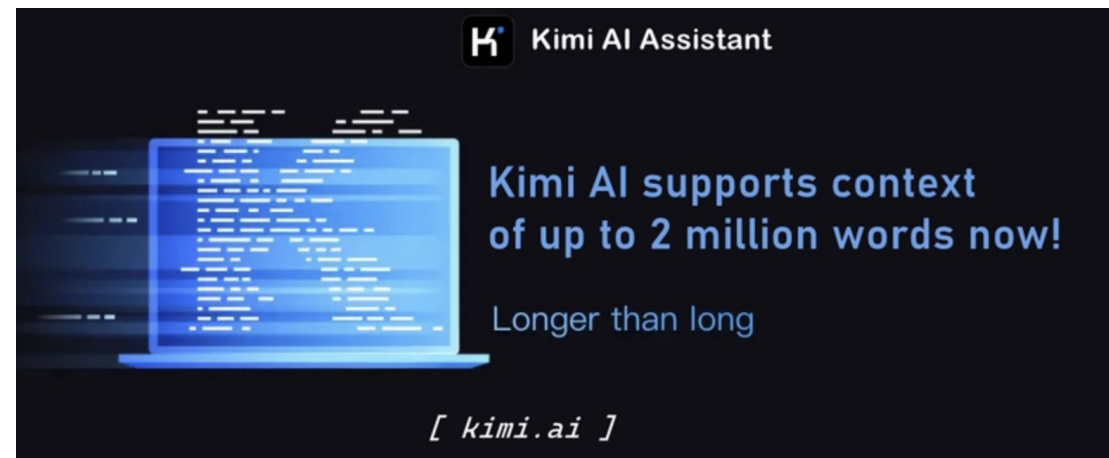 Kimi AI Assistant
Kimi AI supports context
of up to 2 million words now!
Longer than long
[ kimi.ai ]